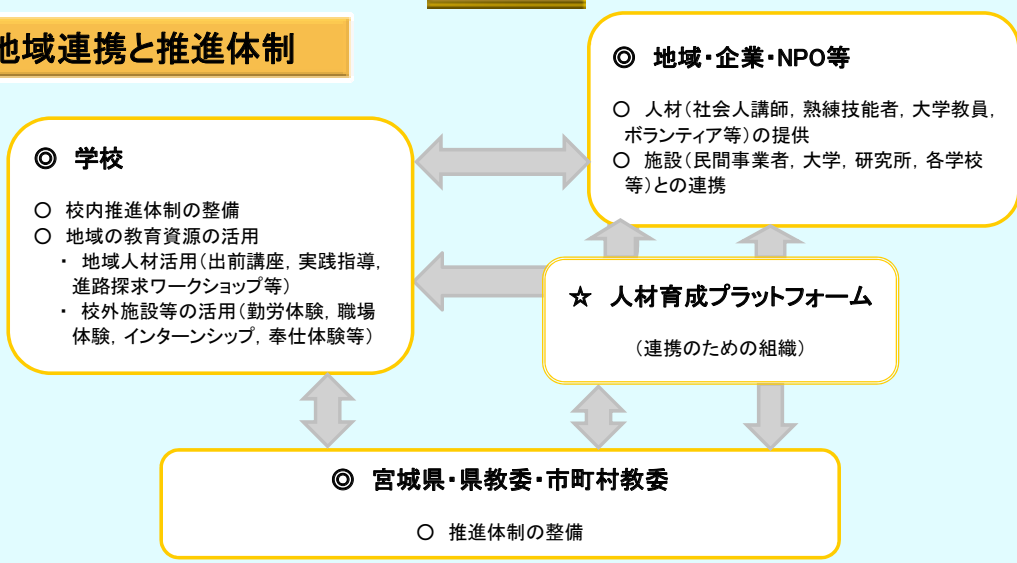 地域連携と推進体制
◎ 地域・企業・NPO等
○ 人材(社会人講師, 熟練技能者, 大学教員,
ボランティア等)の提供
○ 施設(民間事業者, 大学, 研究所, 各学校
等)との連携
◎ 学校
○ 校内推進体制の整備
○ 地域の教育資源の活用
・ 地域人材活用(出前講座, 実践指導,
進路探求ワークショップ等)
・ 校外施設等の活用(勤労体験, 職場
体験, インターンシップ, 奉仕体験等)
☆ 人材育成プラットフォーム
(連携のための組織)
◎ 宮城県・県教委・市町村教委
○ 推進体制の整備